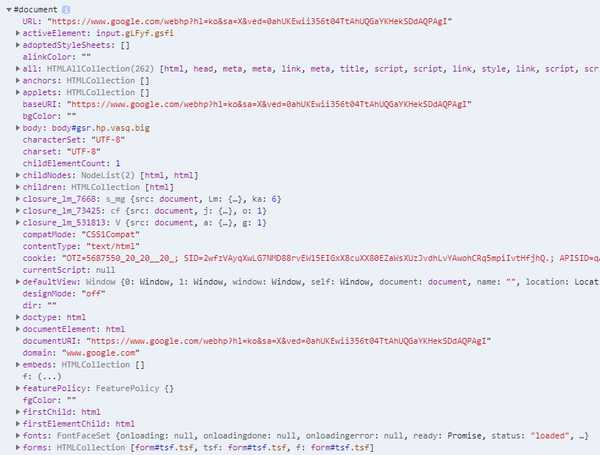 #document
URL: "https://www.google.com/webhp?hl=ko&sa=X&ved=0ahUKEwii356t04TtAhUQGaYKHekSDdAQPAgI"
activeElement: input.gLFyf.gsfi
adoptedStyleSheets: []
alinkColor: ""
all: HTMLAllCollection(262) [html, head, meta, meta, link, meta, title, script, script, link, style, link, script, scr
anchors: HTMLCollection []
applets: HTMLCollection []
baseURI: "https://www.google.com/webhp?hl=ko&sa=X&ved=0ahUKEwii356t04TtAhUQGaYKHekSDdAQPAgI"
bgColor: ""
body: body#gsr.hp.vasq.big
characterSet: "UTF-8"
charset: "UTF-8"
childElementCount: 1
childNodes: NodeList(2) [html, html]
children: HTMLCollection [html]
closure_lm_7668: s_mg {src: document, Lm: {…}, ka: 6}
closure_lm_73425: cf {src: document, j: {…}, o: 1}
closure_lm_531813: V {src: document, a: {…}, g: 1}
compatMode: "CSS1Compat"
contentType: "text/html"
cookie:
currentScript: null
defaultView: Window {0: Window, 1: Window, window: Window, self: Window, document: document, name: "", location: Locat
designMode: "off"
dir: ""
doctype: html
documentElement: html
documentURI: "https://www.google.com/webhp?hl=ko&sa=X&ved=0ahUKEwii356t04TtAhUQGaYKHekSDdAQPAgI"
domain: "www.google.com"
embeds: HTMLCollection []
f: (...)
featurePolicy: FeaturePolicy {}
fgColor: ""
firstChild: html
firstElementChild: html
fonts: FontFaceSet {onloading: null, onloadingdone: null, onloadingerror: null, ready: Promise, status: "loaded", …}
forms: HTMLCollection [form#tsf.tsf, tsf: form#tsf.tsf, f: form#tsf.tsf]